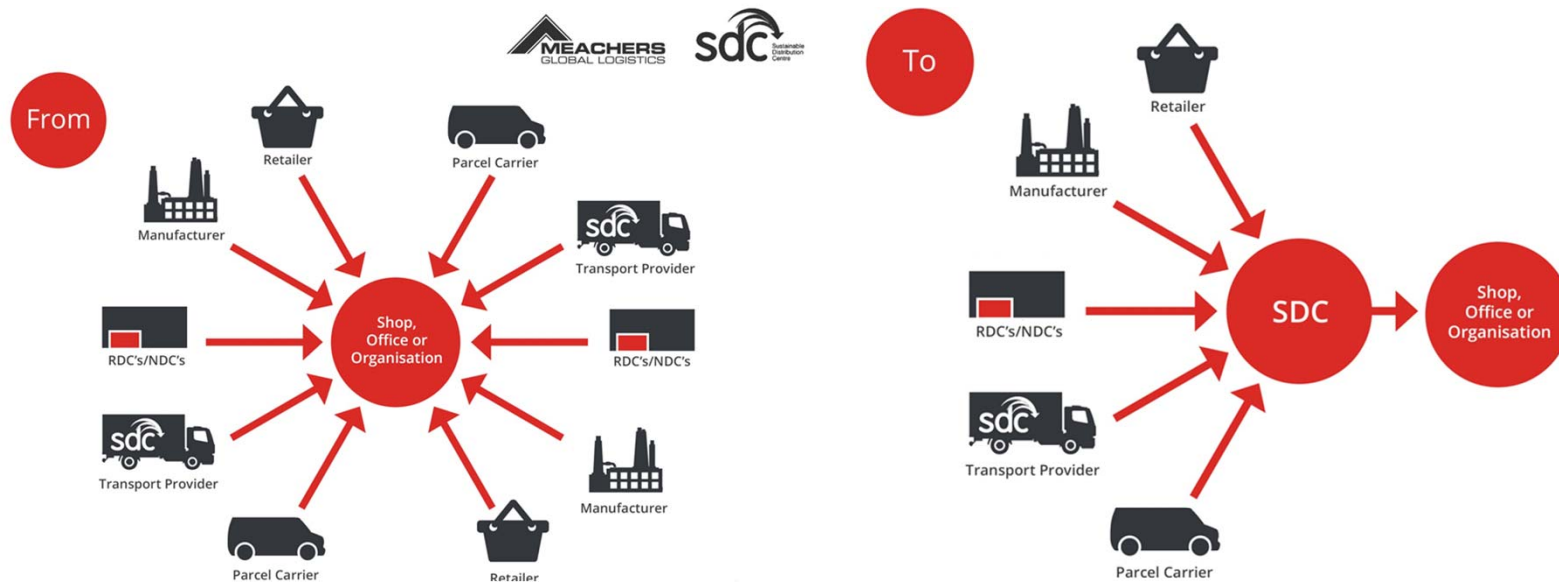 MEACHERS
GLOBAL LOGISTICS
sdc
Sustainable
Distribution
Centre
From
Retailer
Parcel Carrier
Manufacturer
sdc
Transport Provider
RDC's/NDC's
Shop,
Office or
Organisation
RDC's/NDC's
sdc
Transport Provider
Manufacturer
Parcel Carrier
Retailer
To
Retailer
Manufacturer
RDC's/NDC's
SDC
Shop,
Office or
Organisation
sdc
Transport Provider
Parcel Carrier